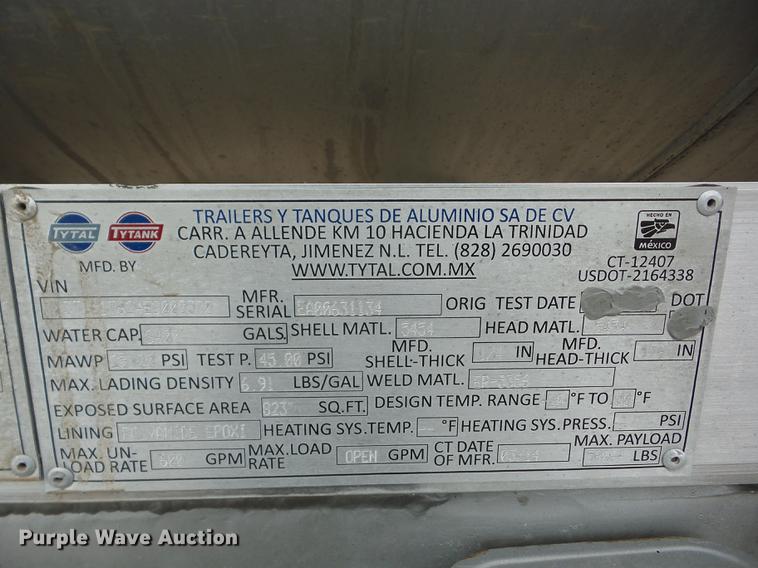 TYTAL TYTANK
TRAILERS Y TANQUES DE ALUMINIO SA DE CV
CARR. A ALLENDE KM 10 HACIENDA LA TRINIDAD
CADEREYTA, JIMENEZ N.L. TEL. (828) 2690030
WWW.TYTAL.COM.MX
HECHO EN
MÉXICO
CT-12407
USDOT-2164338
MFD. BY
VIN MFR. SERIAL EA00631134 ORIG TEST DATE DOT
WATER CAP. GALS. SHELL MATL. 5454 HEAD MATL.
MAWP PSI TEST P. 45.00 PSI MFD. SHELL-THICK IN MFD. HEAD-THICK IN
MAX. LADING DENSITY 6.91 LBS/GAL WELD MATL.
EXPOSED SURFACE AREA 823 SQ.FT. DESIGN TEMP. RANGE °F TO °F
LINING EPOXI HEATING SYS.TEMP. -- °F HEATING SYS.PRESS. PSI
MAX. UN-LOAD RATE 600 GPM MAX.LOAD RATE OPEN GPM CT DATE OF MFR. MAX. PAYLOAD LBS
Purple Wave Auction